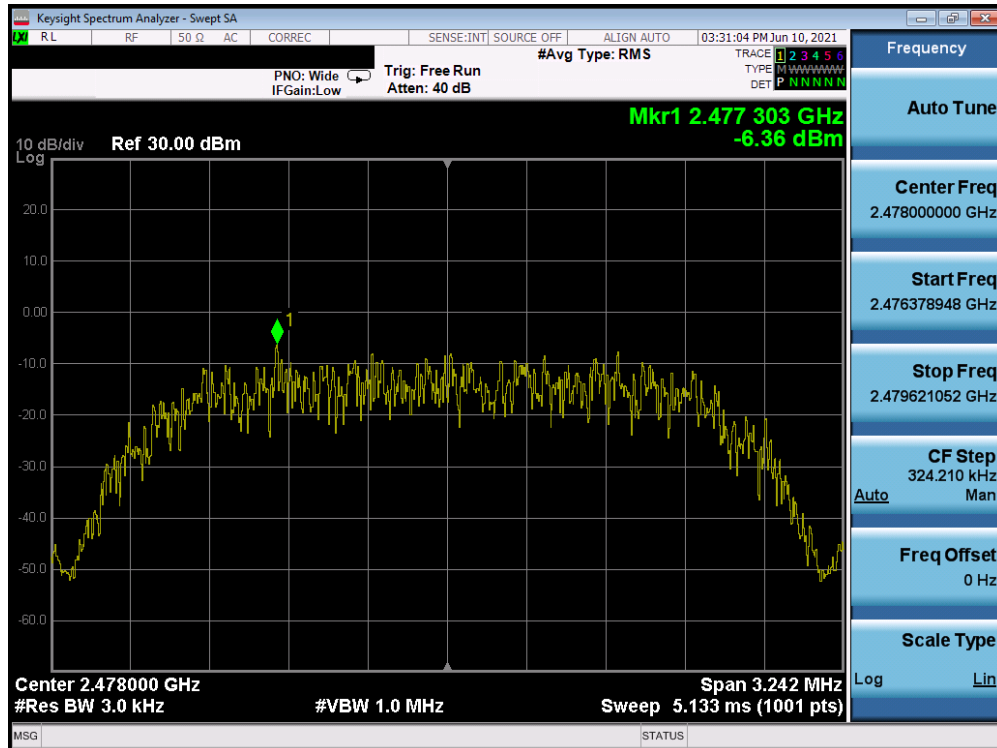 Keysight Spectrum Analyzer - Swept SA
LXI RL RF 50 Ω AC CORREC SENSE:INT SOURCE OFF ALIGN AUTO 03:31:04 PM Jun 10, 2021
#Avg Type: RMS
TRACE 1 2 3 4 5 6
PNO: Wide Trig: Free Run
TYPE M W W W W W
IFGain:Low Atten: 40 dB
DET P N N N N N
Mkr1 2.477 303 GHz
-6.36 dBm
10 dB/div Ref 30.00 dBm
Log
20.0
10.0
0.00
1
-10.0
-20.0
-30.0
-40.0
-50.0
-60.0
Center 2.478000 GHz Span 3.242 MHz
#Res BW 3.0 kHz #VBW 1.0 MHz Sweep 5.133 ms (1001 pts)
MSG STATUS
Frequency
Auto Tune
Center Freq
2.478000000 GHz
Start Freq
2.476378948 GHz
Stop Freq
2.479621052 GHz
CF Step
324.210 kHz
Auto Man
Freq Offset
0 Hz
Scale Type
Log Lin